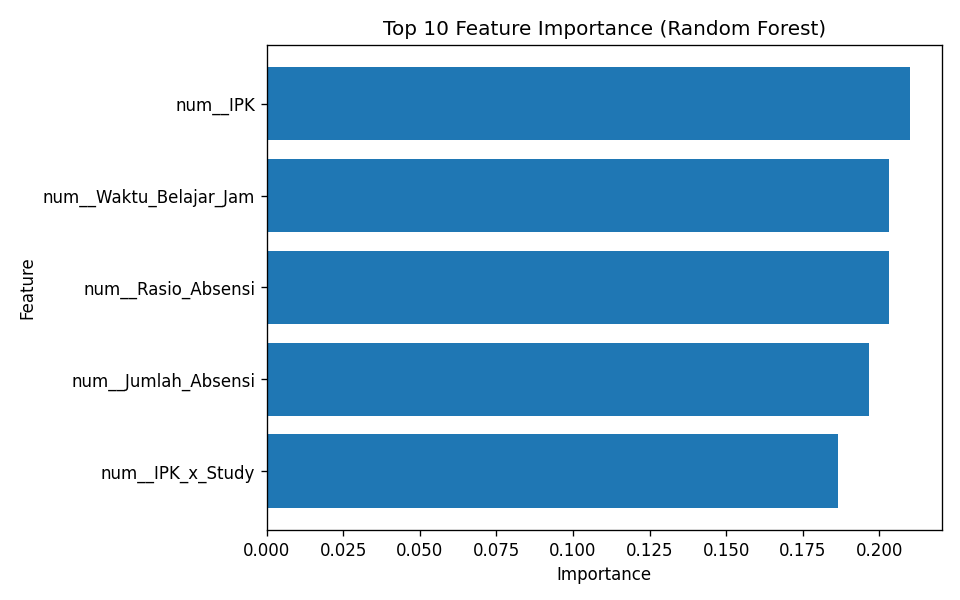 Top 10 Feature Importance (Random Forest)
num__IPK
num__Waktu_Belajar_Jam
num__Rasio_Absensi
num__Jumlah_Absensi
num__IPK_x_Study
Feature
0.000 0.025 0.050 0.075 0.100 0.125 0.150 0.175 0.200
Importance